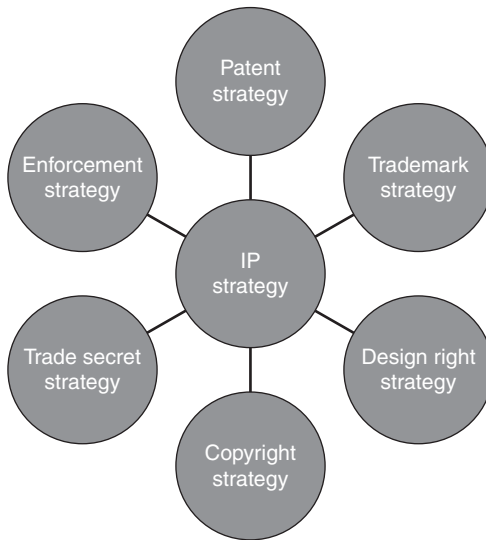 Patent
strategy
Enforcement
strategy
Trademark
strategy
IP
strategy
Trade secret
strategy
Design right
strategy
Copyright
strategy